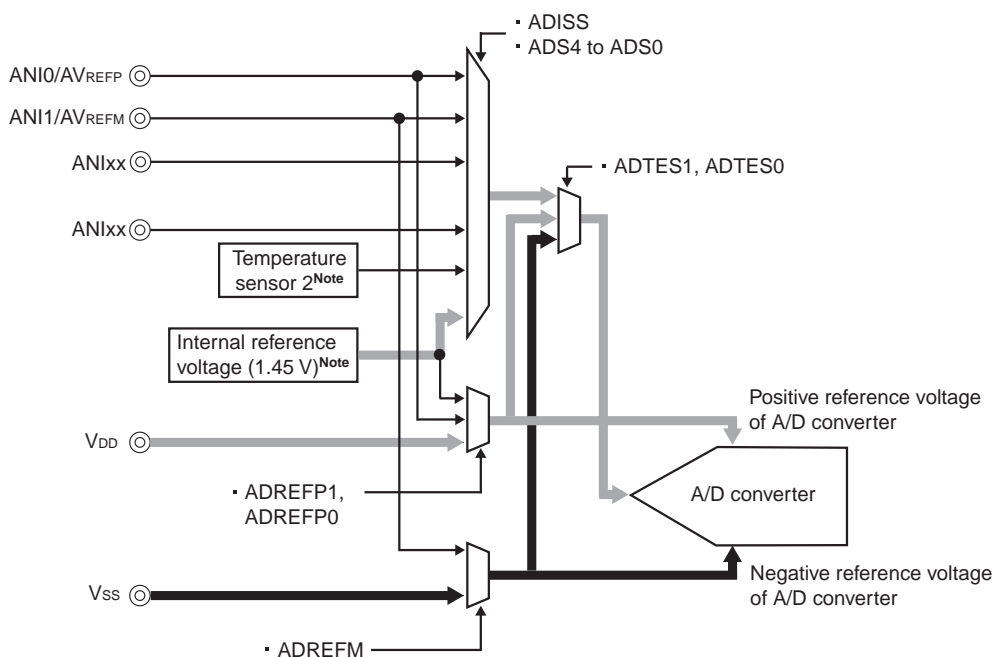 ▪ ADISS
▪ ADS4 to ADS0
ANI0/AVREFP
ANI1/AVREFM
ANIxx
▪ ADTES1, ADTES0
ANIxx
Temperature
sensor 2Note
Internal reference
voltage (1.45 V)Note
Positive reference voltage
of A/D converter
VDD
▪ ADREFP1,
ADREFP0
A/D converter
Negative reference voltage
of A/D converter
VSS
▪ ADREFM